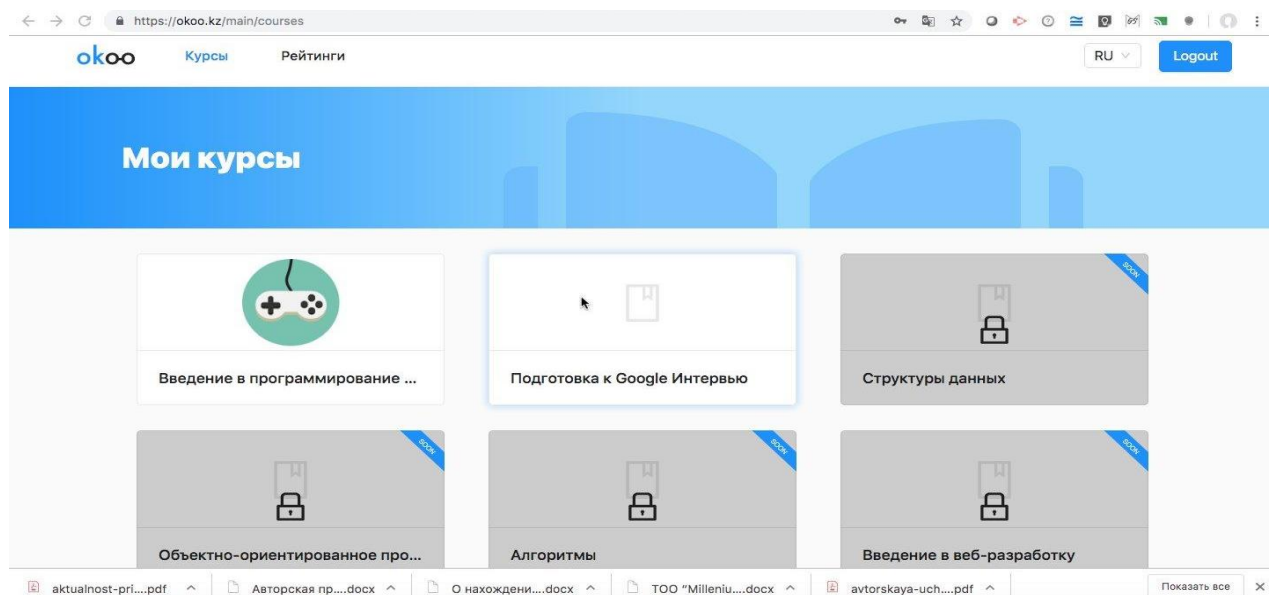 https://okoo.kz/main/courses
okoo Курсы Рейтинги RU Logout
Мои курсы
SOON
Введение в программирование ... Подготовка к Google Интервью Структуры данных
SOON SOON SOON
Объектно-ориентированное про... Алгоритмы Введение в веб-разработку
aktualnost-pri....pdf Авторская пр....docx О нахождени....docx ТОО "Milleniu....docx avtorskaya-uch....pdf Показать все